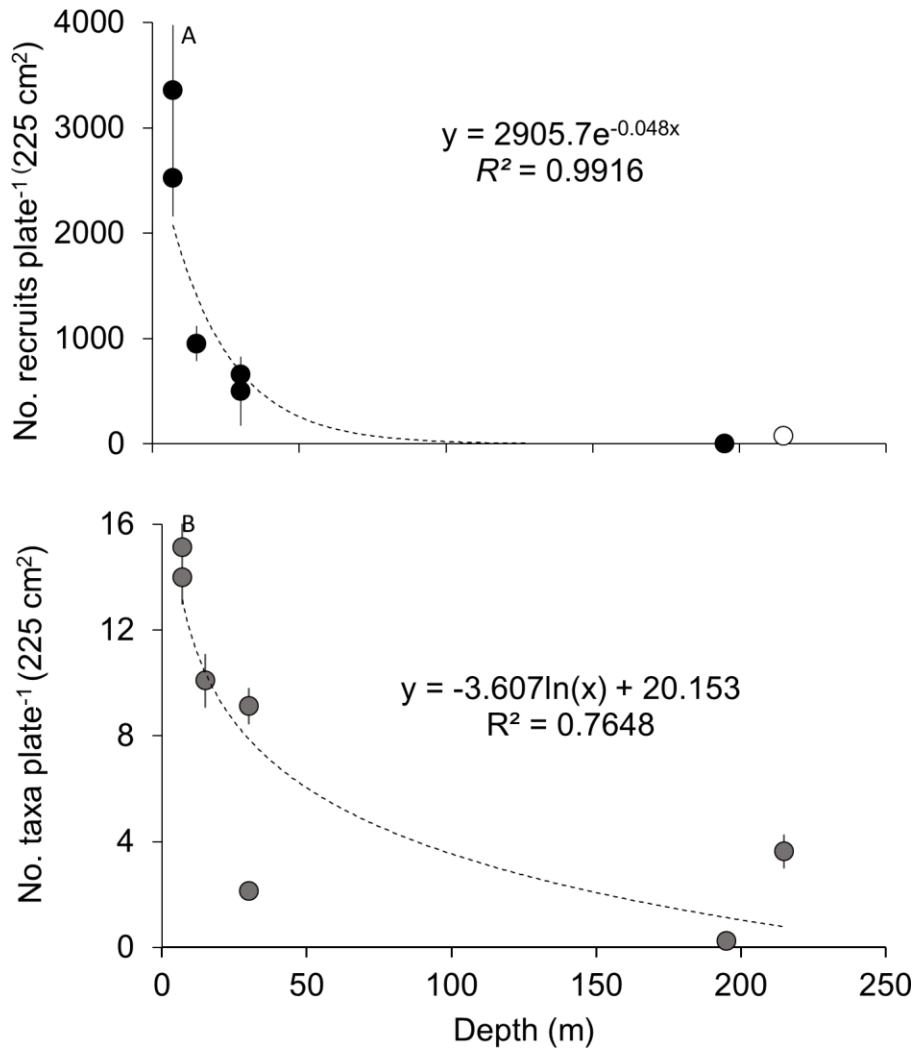 No. recruits plate⁻¹ ⁽225 cm²)
4000
3000
2000
1000
0
A
y = 2905.7e⁻⁰·⁰⁴⁸ˣ
R² = 0.9916
No. taxa plate⁻¹ (225 cm²)
16
12
8
4
0
B
y = -3.607ln(x) + 20.153
R² = 0.7648
0 50 100 150 200 250
Depth (m)